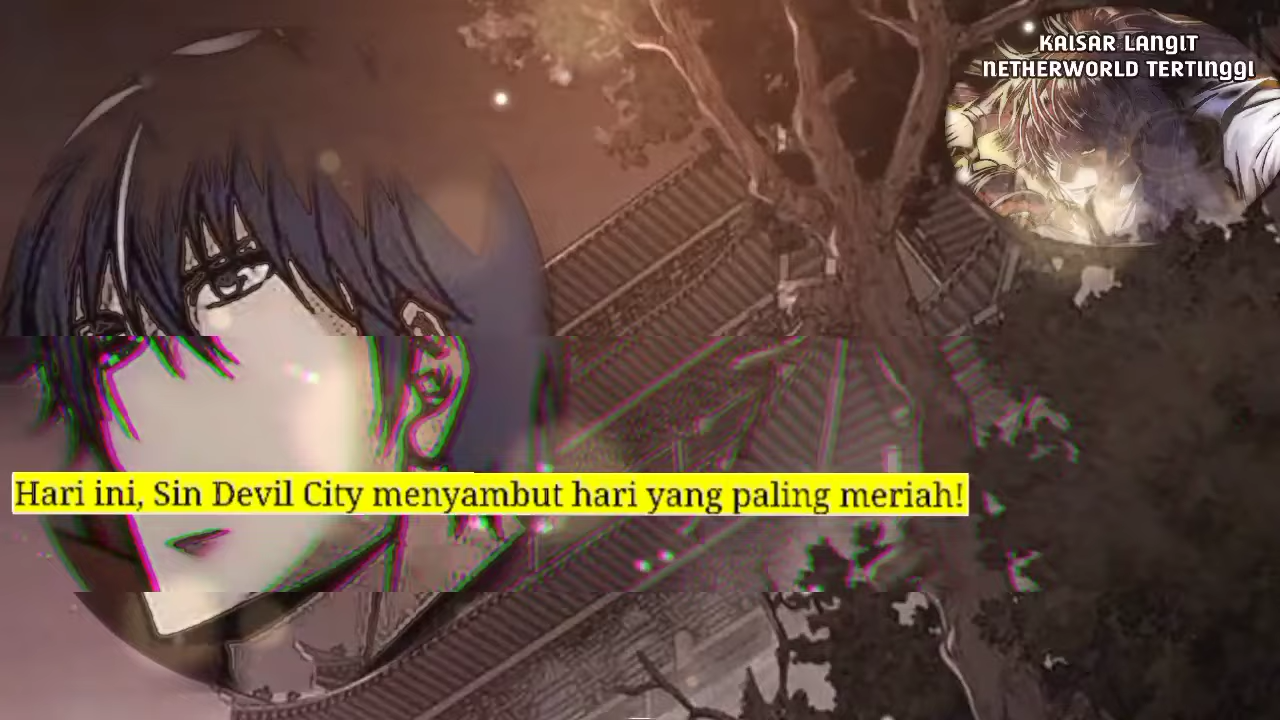 KAISAR LANGIT
NETHERWORLD TERTINGGI
Hari ini, Sin Devil City menyambut hari yang paling meriah!